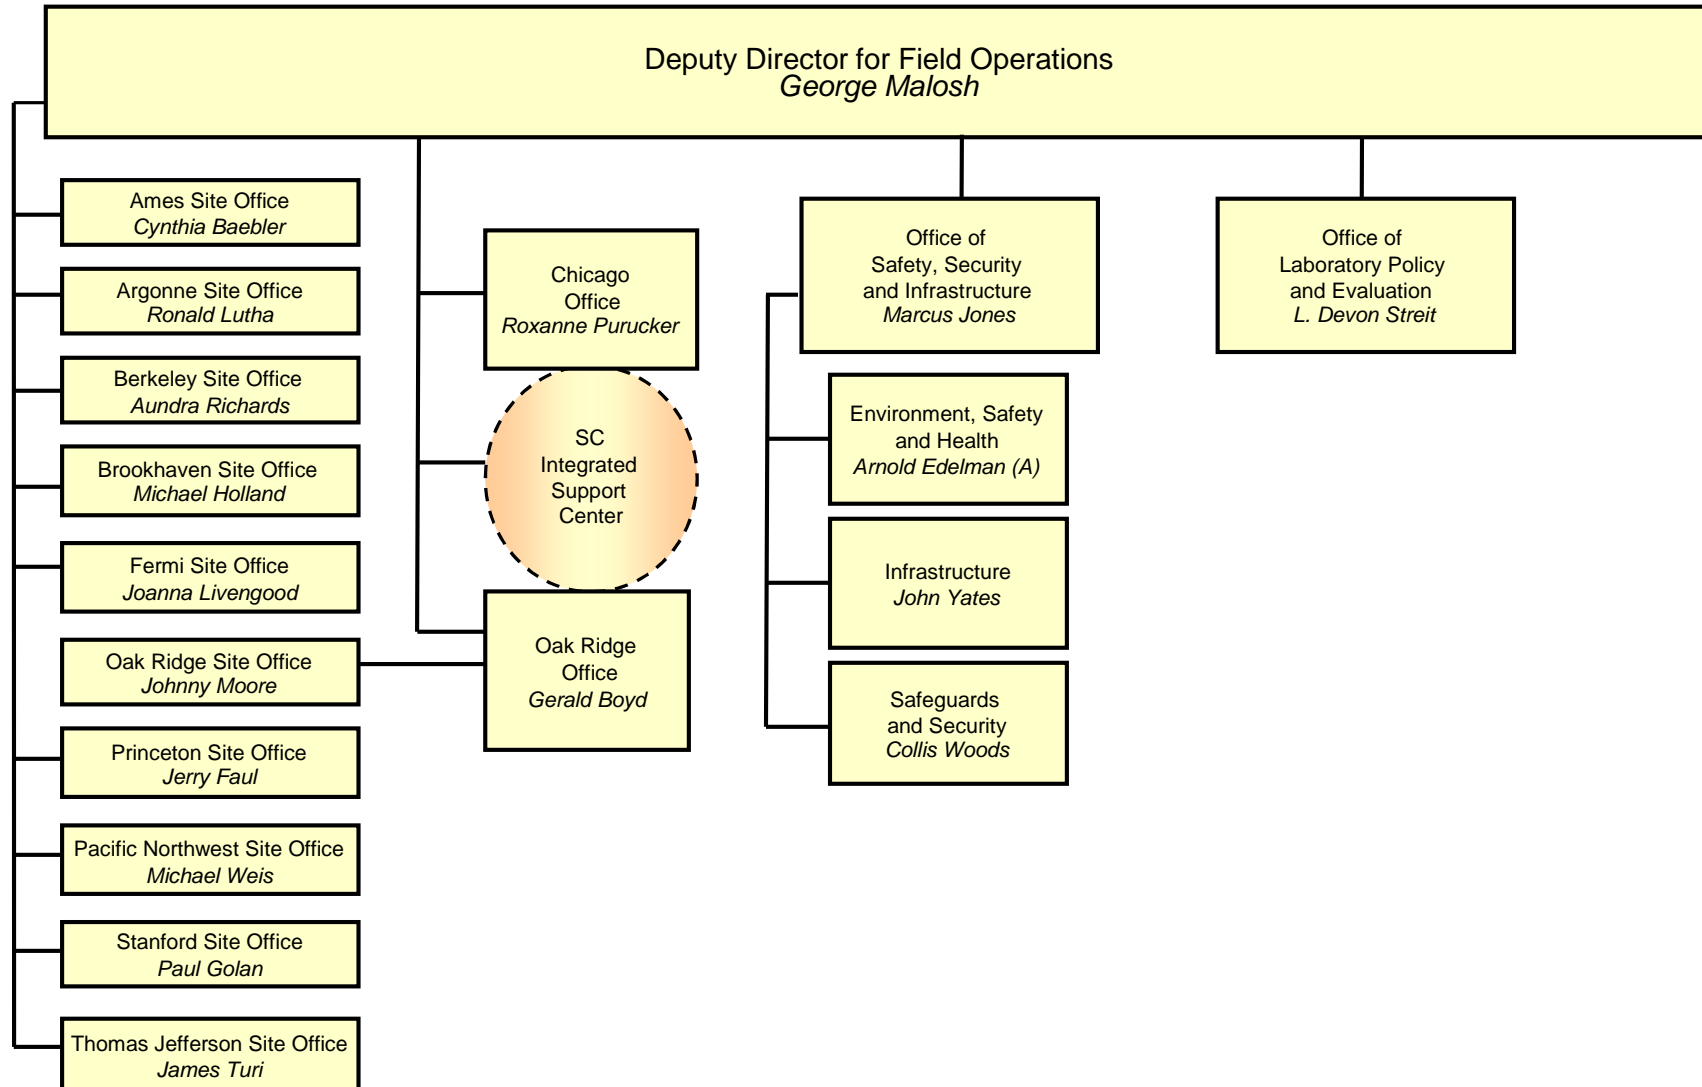 Deputy Director for Field Operations
George Malosh
Ames Site Office
Cynthia Baebler
Argonne Site Office
Ronald Lutha
Berkeley Site Office
Aundra Richards
Brookhaven Site Office
Michael Holland
Fermi Site Office
Joanna Livengood
Oak Ridge Site Office
Johnny Moore
Princeton Site Office
Jerry Faul
Pacific Northwest Site Office
Michael Weis
Stanford Site Office
Paul Golan
Thomas Jefferson Site Office
James Turi
Chicago
Office
Roxanne Purucker
SC
Integrated
Support
Center
Oak Ridge
Office
Gerald Boyd
Office of
Safety, Security
and Infrastructure
Marcus Jones
Environment, Safety
and Health
Arnold Edelman (A)
Infrastructure
John Yates
Safeguards
and Security
Collis Woods
Office of
Laboratory Policy
and Evaluation
L. Devon Streit